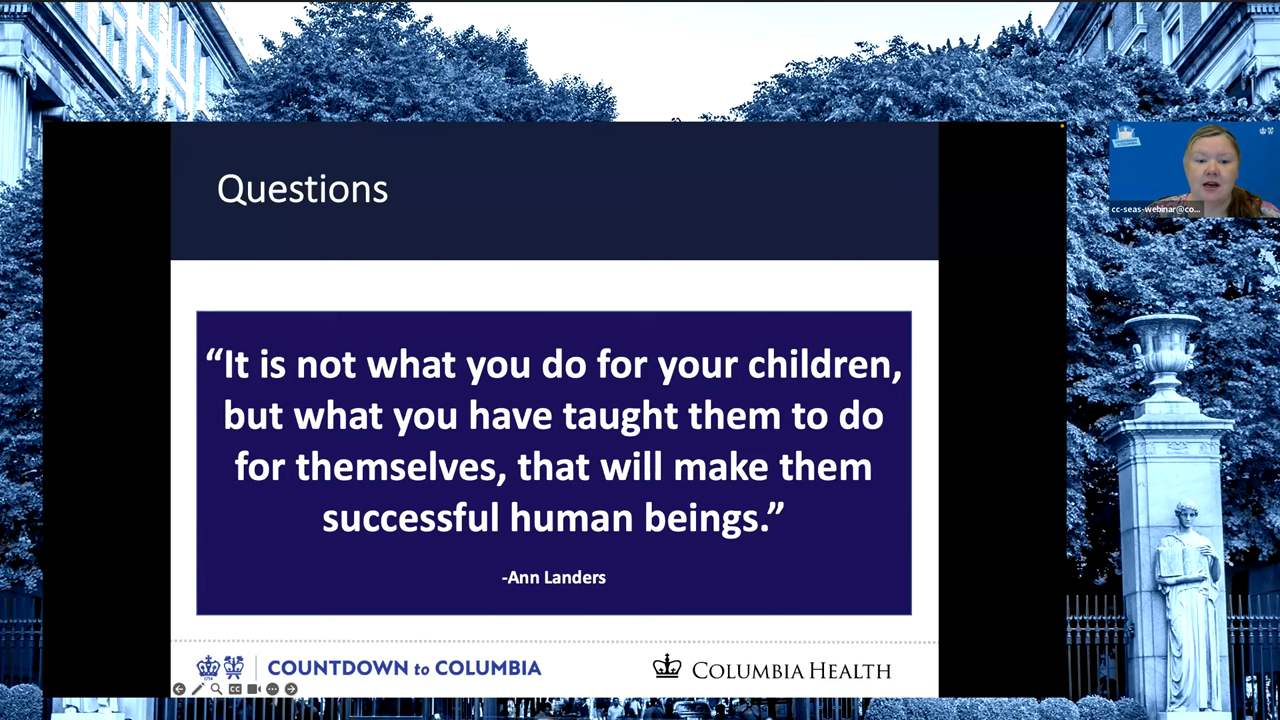 Questions
“It is not what you do for your children,
but what you have taught them to do
for themselves, that will make them
successful human beings.”
-Ann Landers
COUNTDOWN to COLUMBIA
COLUMBIA HEALTH
cc-seas-webinar@co...
CC